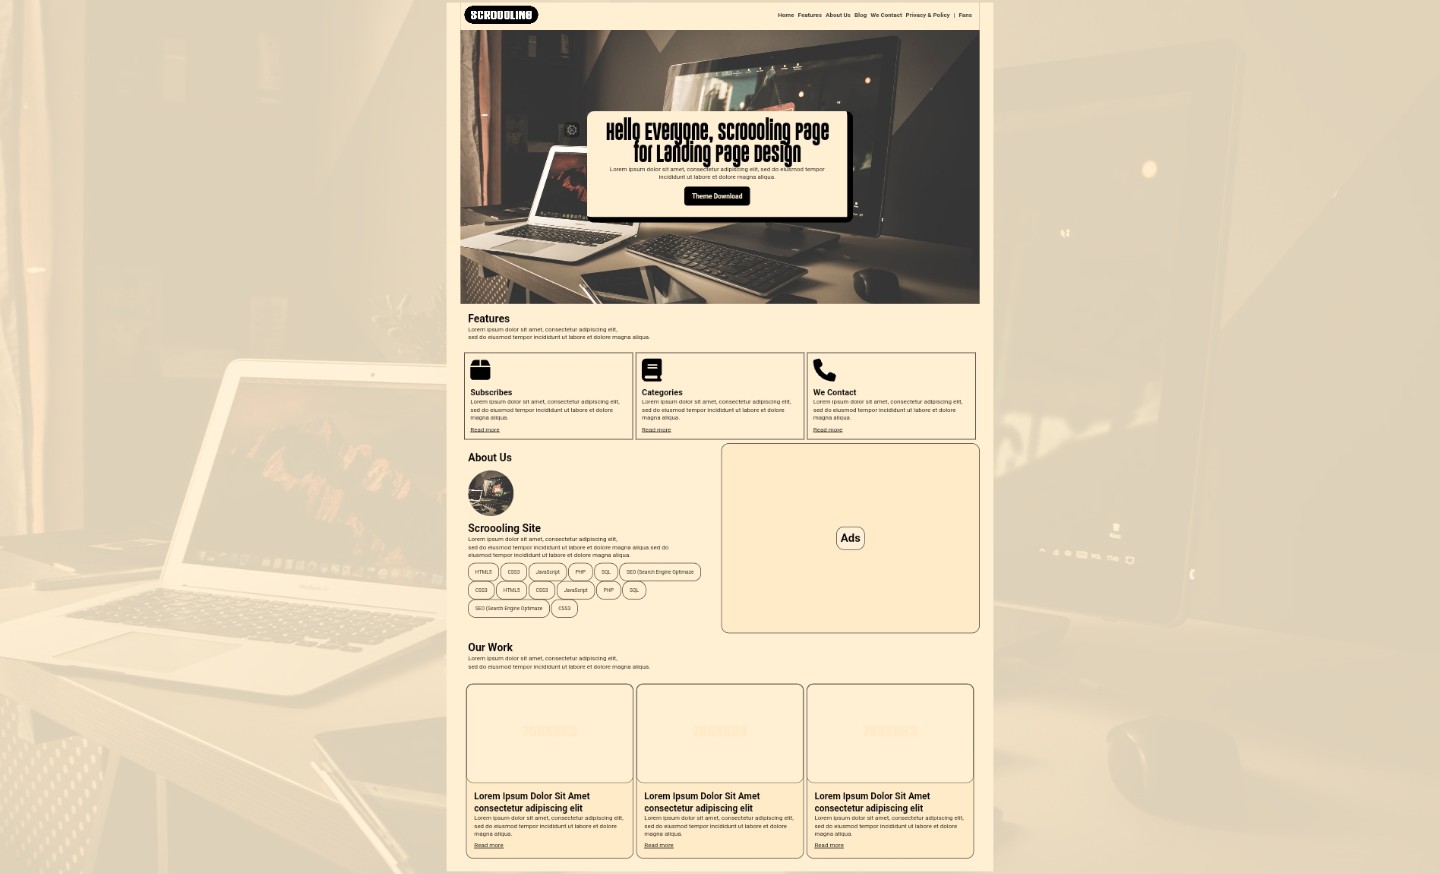 SCROOOLING
Home Features About Us Blog We Contact Privacy & Policy | Fans
Hello Everyone, Scroooling Page
for Landing Page Design
Lorem ipsum dolor sit amet, consectetur adipiscing elit, sed do eiusmod tempor
incididunt ut labore et dolore magna aliqua.
Theme Download
Features
Lorem ipsum dolor sit amet, consectetur adipiscing elit,
sed do eiusmod tempor incididunt ut labore et dolore magna aliqua.
Subscribes
Lorem ipsum dolor sit amet, consectetur adipiscing elit,
sed do eiusmod tempor incididunt ut labore et dolore
magna aliqua.
Read more
Categories
Lorem ipsum dolor sit amet, consectetur adipiscing elit,
sed do eiusmod tempor incididunt ut labore et dolore
magna aliqua.
Read more
We Contact
Lorem ipsum dolor sit amet, consectetur adipiscing elit,
sed do eiusmod tempor incididunt ut labore et dolore
magna aliqua.
Read more
About Us
Scroooling Site
Lorem ipsum dolor sit amet, consectetur adipiscing elit,
sed do eiusmod tempor incididunt ut labore et dolore magna aliqua sed do
eiusmod tempor incididunt ut labore et dolore magna aliqua.
HTML5 CSS3 JavaScript PHP SQL SEO (Search Engine Optimaze
CSS3 HTML5 CSS3 JavaScript PHP SQL
SEO (Search Engine Optimaze CSS3
Ads
Our Work
Lorem ipsum dolor sit amet, consectetur adipiscing elit,
sed do eiusmod tempor incididunt ut labore et dolore magna aliqua.
Lorem Ipsum Dolor Sit Amet
consectetur adipiscing elit
Lorem ipsum dolor sit amet, consectetur adipiscing elit,
sed do eiusmod tempor incididunt ut labore et dolore
magna aliqua.
Read more
Lorem Ipsum Dolor Sit Amet
consectetur adipiscing elit
Lorem ipsum dolor sit amet, consectetur adipiscing elit,
sed do eiusmod tempor incididunt ut labore et dolore
magna aliqua.
Read more
Lorem Ipsum Dolor Sit Amet
consectetur adipiscing elit
Lorem ipsum dolor sit amet, consectetur adipiscing elit,
sed do eiusmod tempor incididunt ut labore et dolore
magna aliqua.
Read more